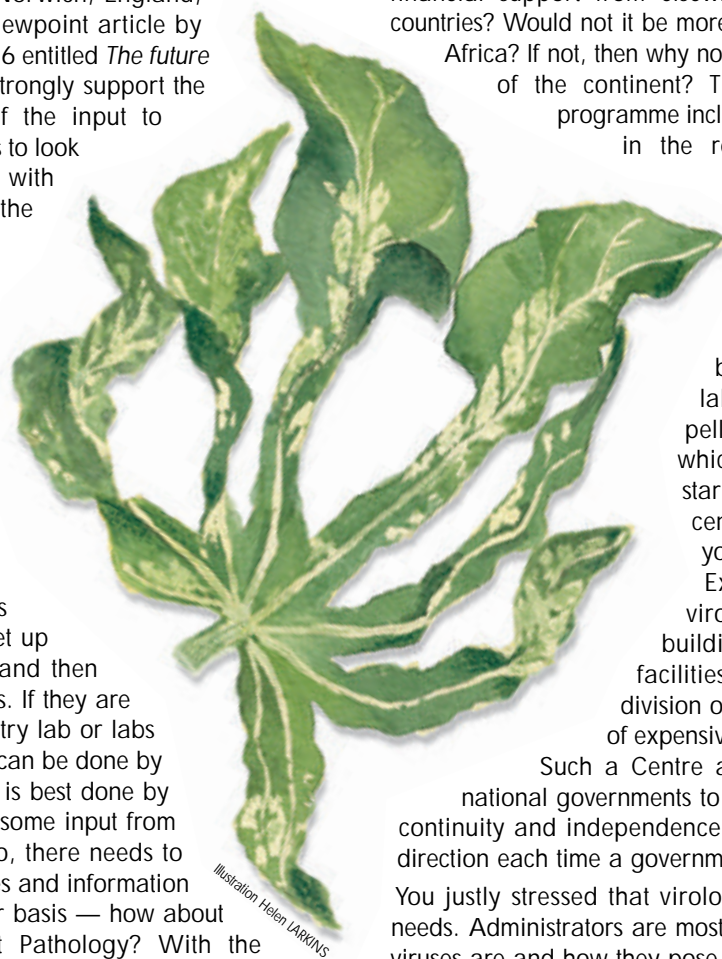 ewpoint article by
6 entitled The future
trongly support the
f the input to
s to look
with
the
s
et up
and then
s. If they are
try lab or labs
can be done by
is best done by
some input from
o, there needs to
es and information
r basis — how about
t Pathology? With the
Illustration Helen LARKINS
countries? Would not it be more
Africa? If not, then why no
of the continent? T
programme incl
in the re
b
lal
pell
whic
star
cer
yo
Ex
viro
buildi
facilities
division o
of expensiv
Such a Centre a
national governments to
continuity and independence
direction each time a governm
You justly stressed that virolo
needs. Administrators are most
viruses are and how they pose